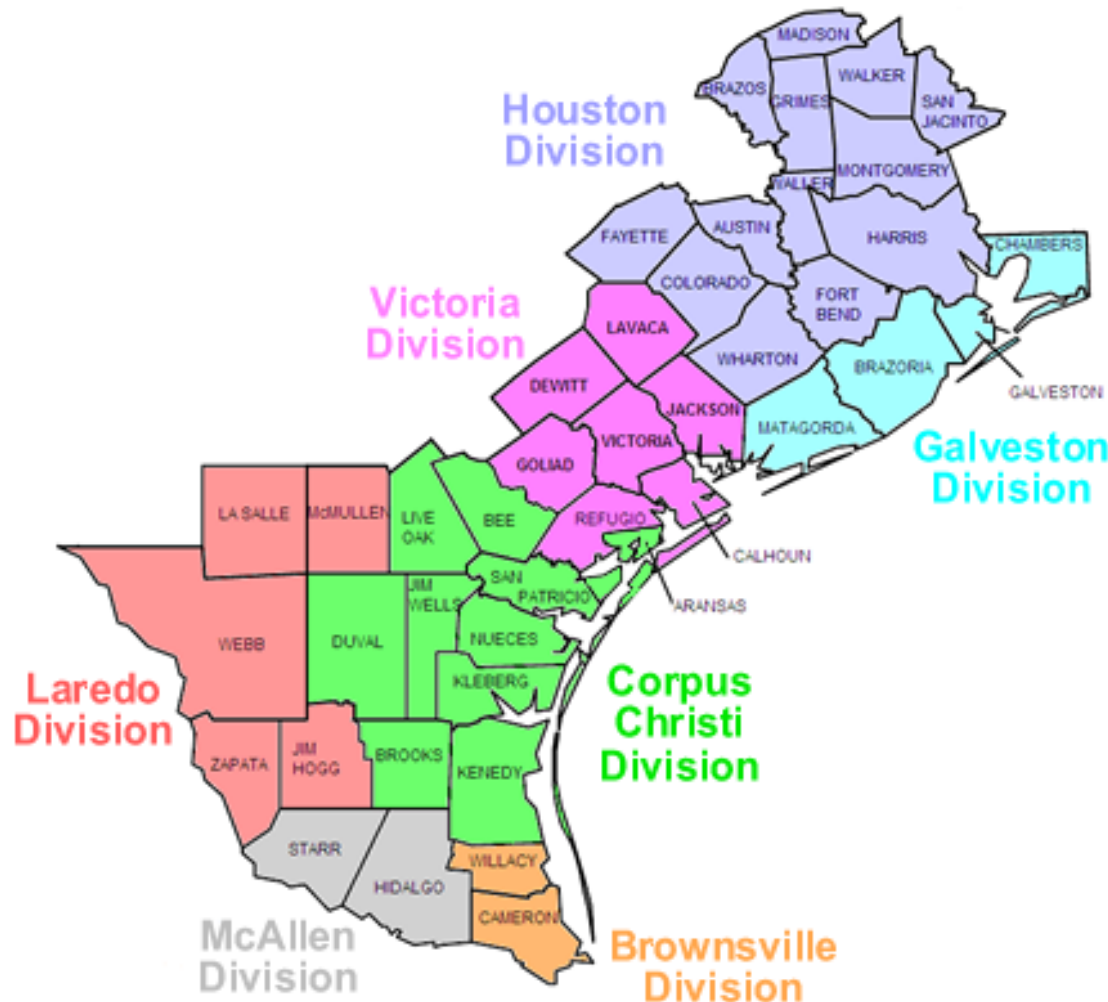 MADISON
WALKER
BRAZOS
GRIMES
SAN
JACINTO
Houston
Division
MONTGOMERY
WALLER
AUSTIN
FAYETTE
HARRIS
CHAMBERS
COLORADO
FORT
BEND
Victoria
Division
LAVACA
WHARTON
BRAZORIA
GALVESTON
DEWITT
JACKSON
MATAGORDA
VICTORIA
Galveston
Division
GOLIAD
LA SALLE
McMULLEN
LIVE
OAK
BEE
REFUGIO
CALHOUN
SAN
PATRICIO
JIM
WELLS
ARANSAS
WEBB
DUVAL
NUECES
KLEBERG
Laredo
Division
Corpus
Christi
Division
ZAPATA
JIM
HOGG
BROOKS
KENEDY
STARR
WILLACY
HIDALGO
CAMERON
McAllen
Division
Brownsville
Division